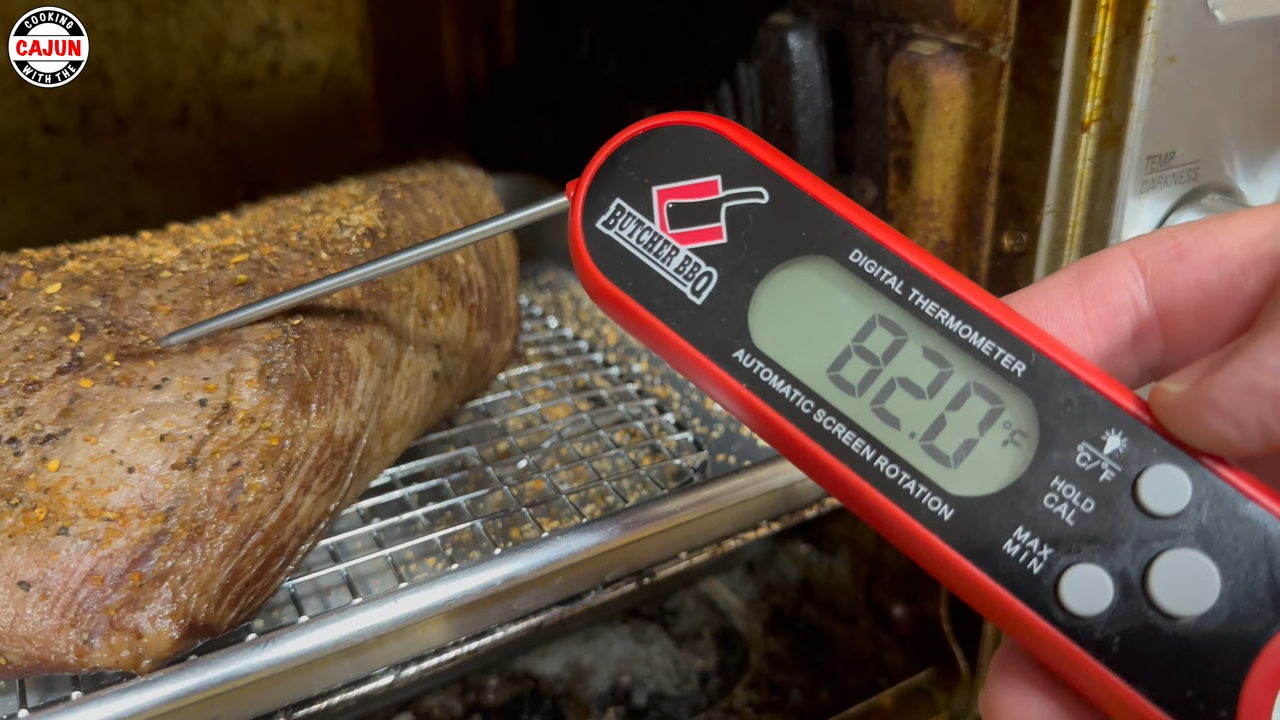 COOKING
CAJUN
WITH THE
BUTCHER BBQ
DIGITAL THERMOMETER
82.0°F
AUTOMATIC SCREEN ROTATION
°C/°F
HOLD
CAL
MAX
MIN
TEMP
DARKNESS